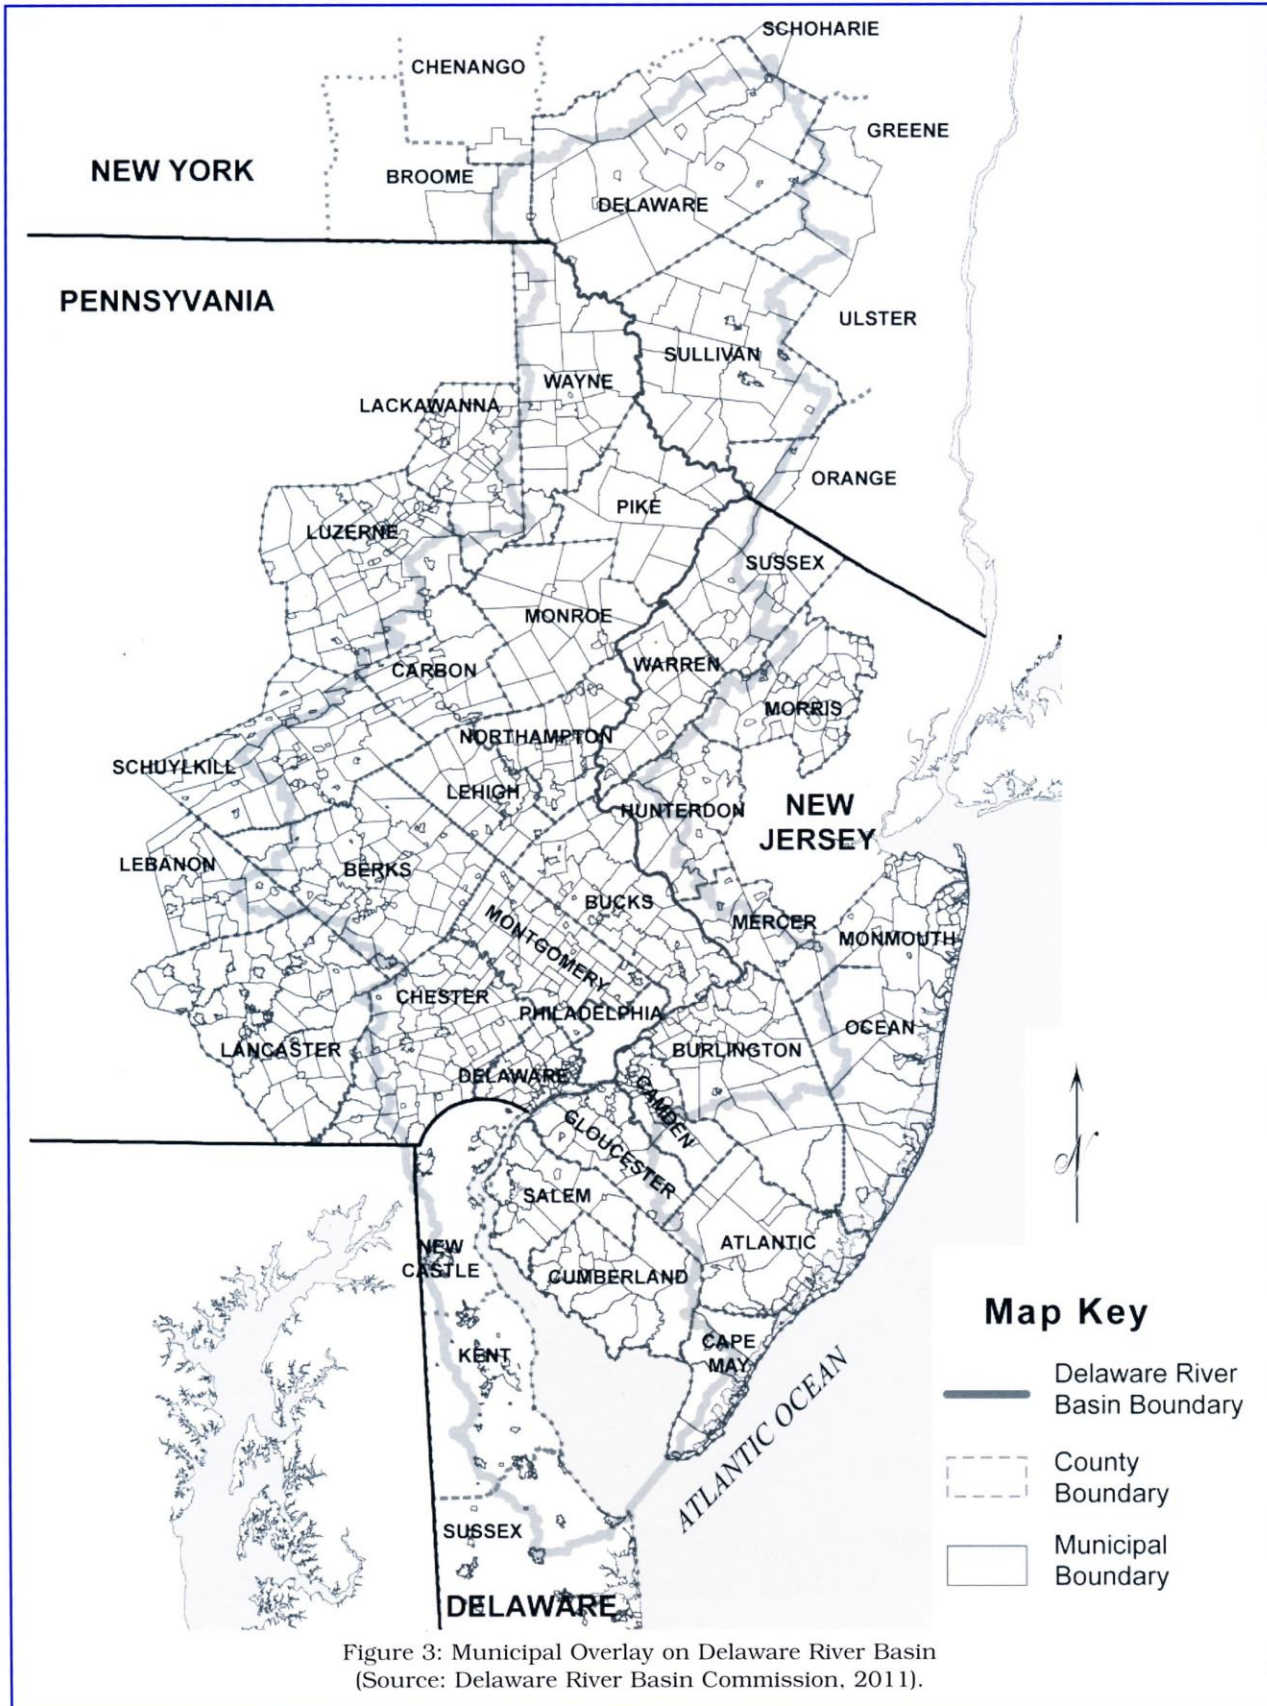 SCHOHARIE
CHENANGO
GREENE
NEW YORK
BROOME
DELAWARE
PENNSYVANIA
ULSTER
SULLIVAN
WAYNE
LACKAWANNA
ORANGE
PIKE
LUZERNE
SUSSEX
MONROE
WARREN
CARBON
MORRIS
NORTHAMPTON
SCHUYLKILL
LEHIGH
HUNTERDON
NEW
JERSEY
LEBANON
BERKS
BUCKS
MERCER
MONTGOMERY
MONMOUTH
CHESTER
PHILADELPHIA
OCEAN
LANCASTER
BURLINGTON
DELAWARE
CAMDEN
GLOUCESTER
SALEM
ATLANTIC
NEW
CASTLE
CUMBERLAND
KENT
CAPE
MAY
ATLANTIC OCEAN
SUSSEX
DELAWARE
Map Key
Delaware River
Basin Boundary
County
Boundary
Municipal
Boundary
N
Figure 3: Municipal Overlay on Delaware River Basin
(Source: Delaware River Basin Commission, 2011).